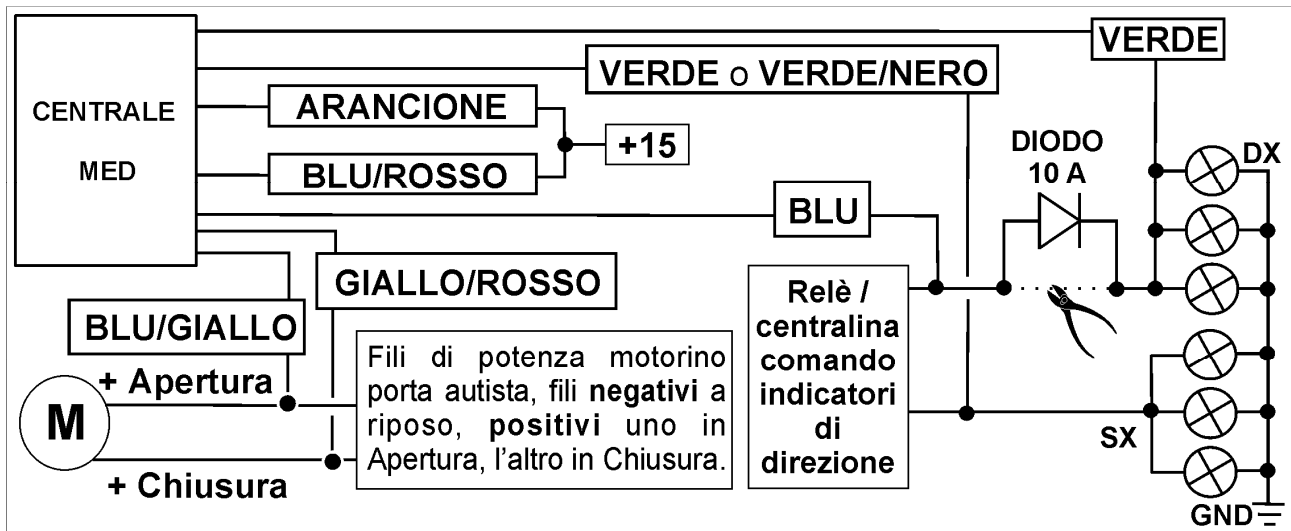 VERDE
VERDE o VERDE/NERO
CENTRALE
MED
ARANCIONE
+15
BLU/ROSSO
DIODO
10 A
DX
BLU
GIALLO/ROSSO
BLU/GIALLO
+ Apertura
M
+ Chiusura
Fili di potenza motorino
porta autista, fili negativi a
riposo, positivi uno in
Apertura, l'altro in Chiusura.
Relè /
centralina
comando
indicatori
di
direzione
SX
GND